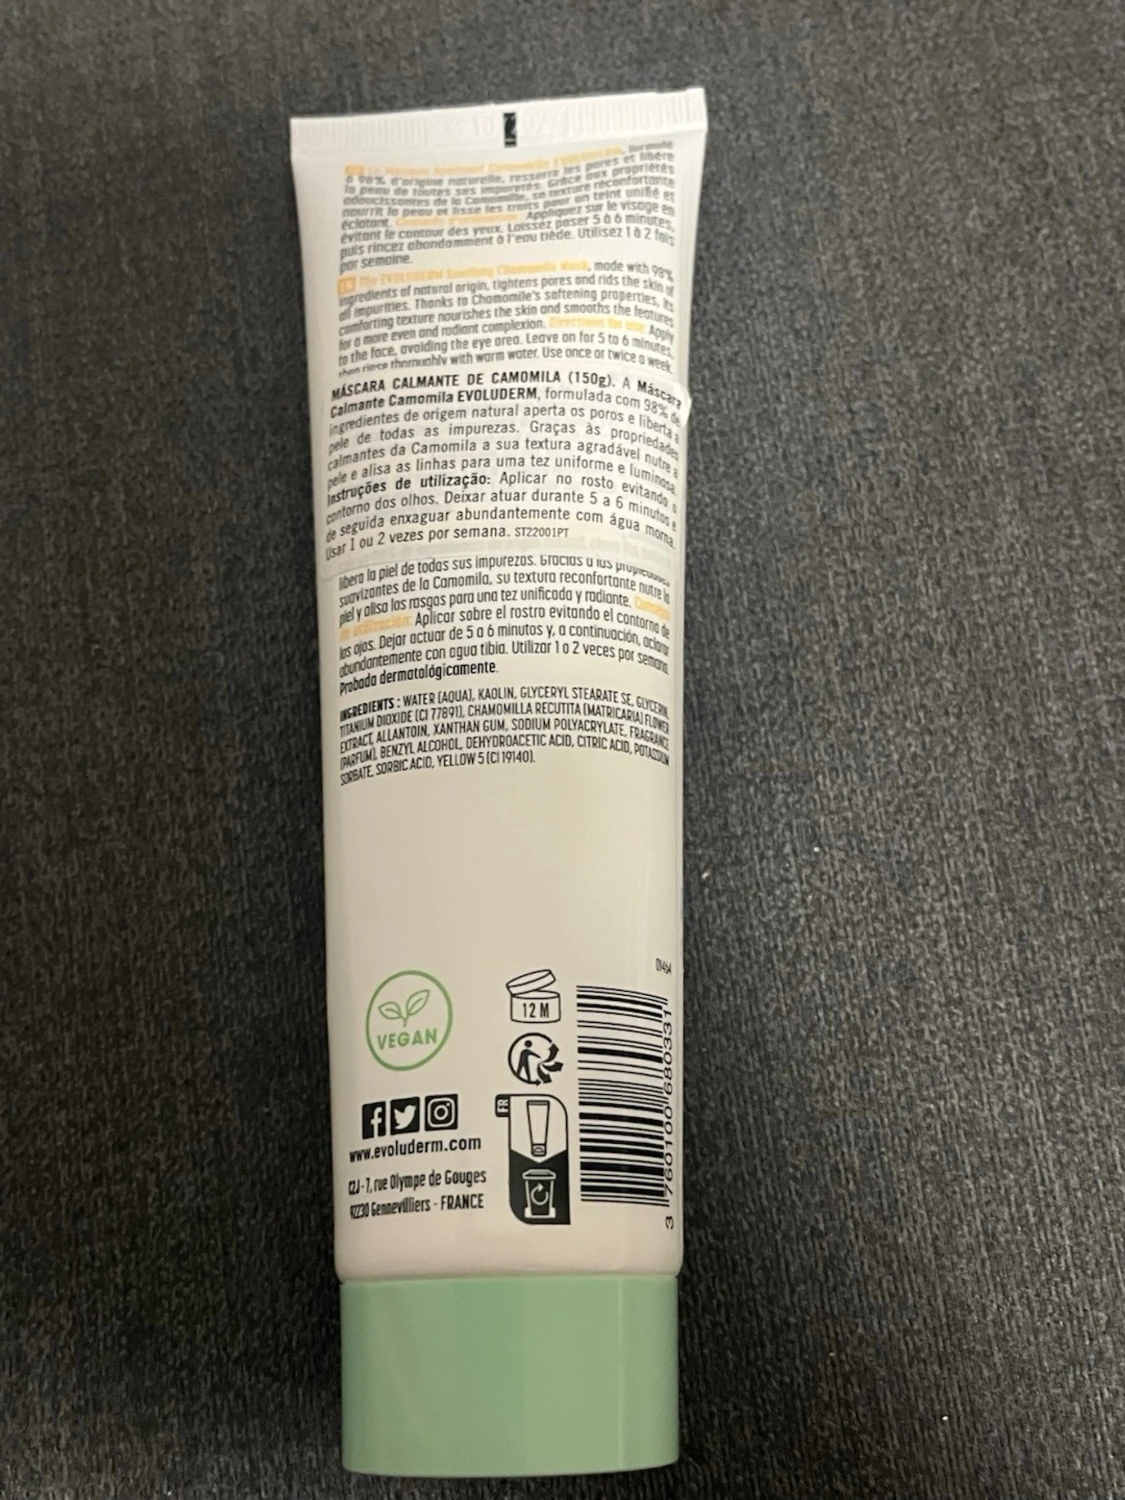 FR Le Masque Apaisant Camomille EVOLUDERM, formulé
à 98% d'origine naturelle, resserre les pores et libère
la peau de toutes ses impuretés. Grâce aux propriétés
adoucissantes de la Camomille, sa texture réconfortante
nourrit la peau et lisse les traits pour un teint unifié et
éclatant. Conseils d'utilisation: Appliquez sur le visage en
évitant le contour des yeux. Laissez poser 5 à 6 minutes,
puis rincez abondamment à l'eau tiède. Utilisez 1 à 2 fois
par semaine.
EN The EVOLUDERM Soothing Chamomile Mask, made with 98%
ingredients of natural origin, tightens pores and rids the skin of
all impurities. Thanks to Chamomile's softening properties, its
comforting texture nourishes the skin and smooths the features
for a more even and radiant complexion. Directions for use: Apply
to the face, avoiding the eye area. Leave on for 5 to 6 minutes,
then rinse thoroughly with warm water. Use once or twice a week.
MÁSCARA CALMANTE DE CAMOMILA (150g). A Máscara
Calmante Camomila EVOLUDERM, formulada com 98% de
ingredientes de origem natural aperta os poros e liberta a
pele de todas as impurezas. Graças às propriedades
calmantes da Camomila a sua textura agradável nutre a
pele e alisa as linhas para uma tez uniforme e luminosa.
Instruções de utilização: Aplicar no rosto evitando o
contorno dos olhos. Deixar atuar durante 5 a 6 minutos e
de seguida enxaguar abundantemente com água morna.
Usar 1 ou 2 vezes por semana. ST22001PT
libera la piel de todas sus impurezas. Gracias a las propiedades
suavizantes de la Camomila, su textura reconfortante nutre la
piel y alisa los rasgos para una tez unificada y radiante. Consejos
de utilización: Aplicar sobre el rostro evitando el contorno de
los ojos. Dejar actuar de 5 a 6 minutos y, a continuación, aclarar
abundantemente con agua tibia. Utilizar 1 o 2 veces por semana.
Probada dermatológicamente.
INGREDIENTS : WATER (AQUA), KAOLIN, GLYCERYL STEARATE SE, GLYCERIN,
TITANIUM DIOXIDE (CI 77891), CHAMOMILLA RECUTITA (MATRICARIA) FLOWER
EXTRACT, ALLANTOIN, XANTHAN GUM, SODIUM POLYACRYLATE, FRAGRANCE
(PARFUM), BENZYL ALCOHOL, DEHYDROACETIC ACID, CITRIC ACID, POTASSIUM
SORBATE, SORBIC ACID, YELLOW 5 (CI 19140).
01464
12 M
VEGAN
FR
www.evoluderm.com
C2J - 7, rue Olympe de Gouges
92230 Gennevilliers - FRANCE
3 760100 680331